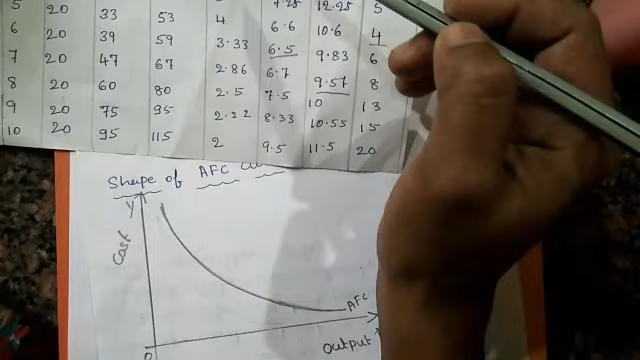 7.25 12.25 5
5 20 33 53 4 6.6 10.6 4
6 20 39 59 3.33 6.5 9.83 6
7 20 47 67 2.86 6.7 9.57 8
8 20 60 80 2.5 7.5 10 13
9 20 75 95 2.22 8.33 10.55 15
10 20 95 115 2 9.5 11.5 20
Shape of AFC
Y
Cost
AFC
O
output